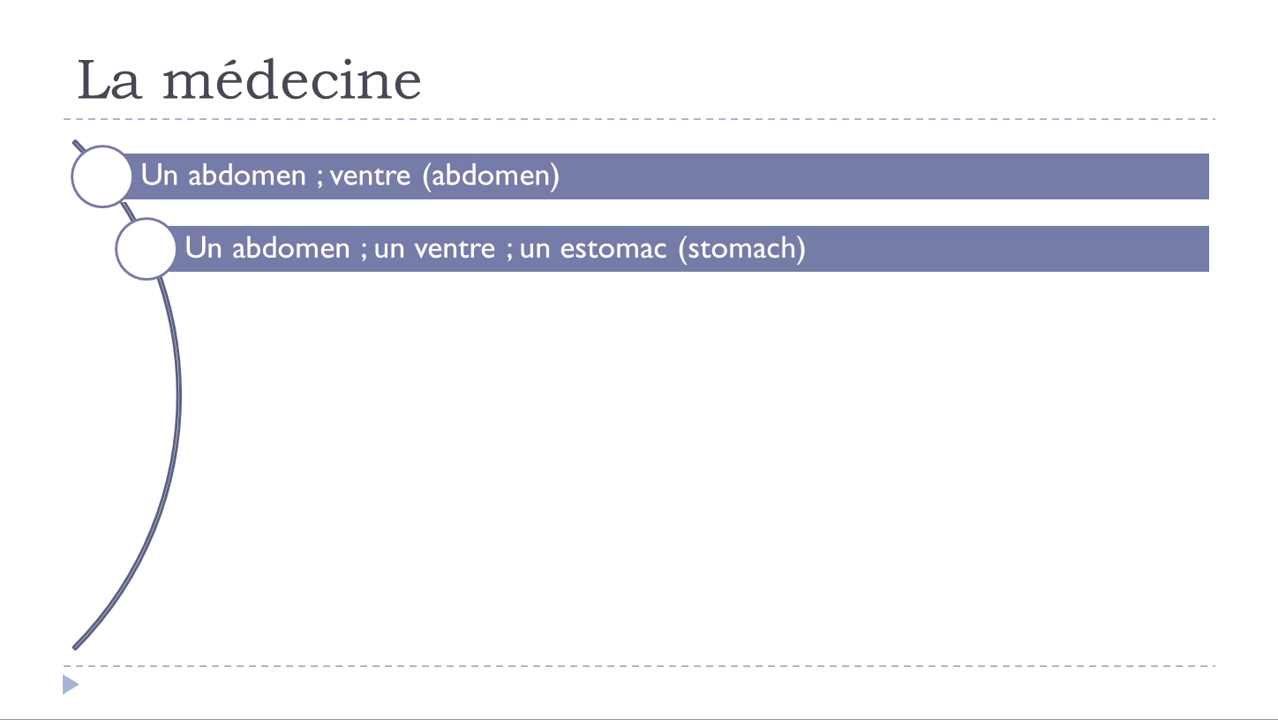 La médecine
Un abdomen ; ventre (abdomen)
Un abdomen ; un ventre ; un estomac (stomach)